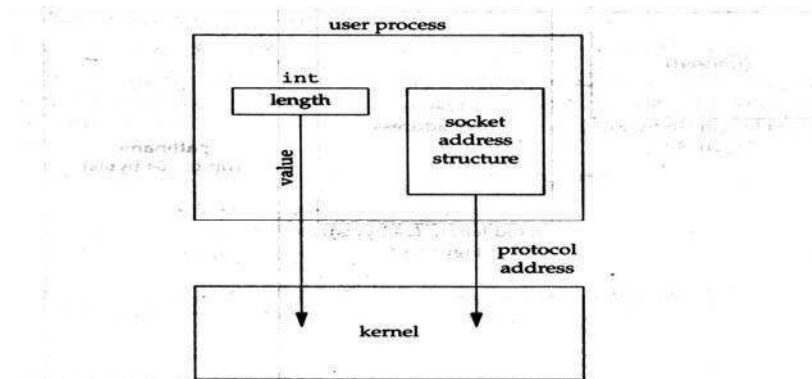 user process
int
length
value
socket
address
structure
protocol
address
kernel